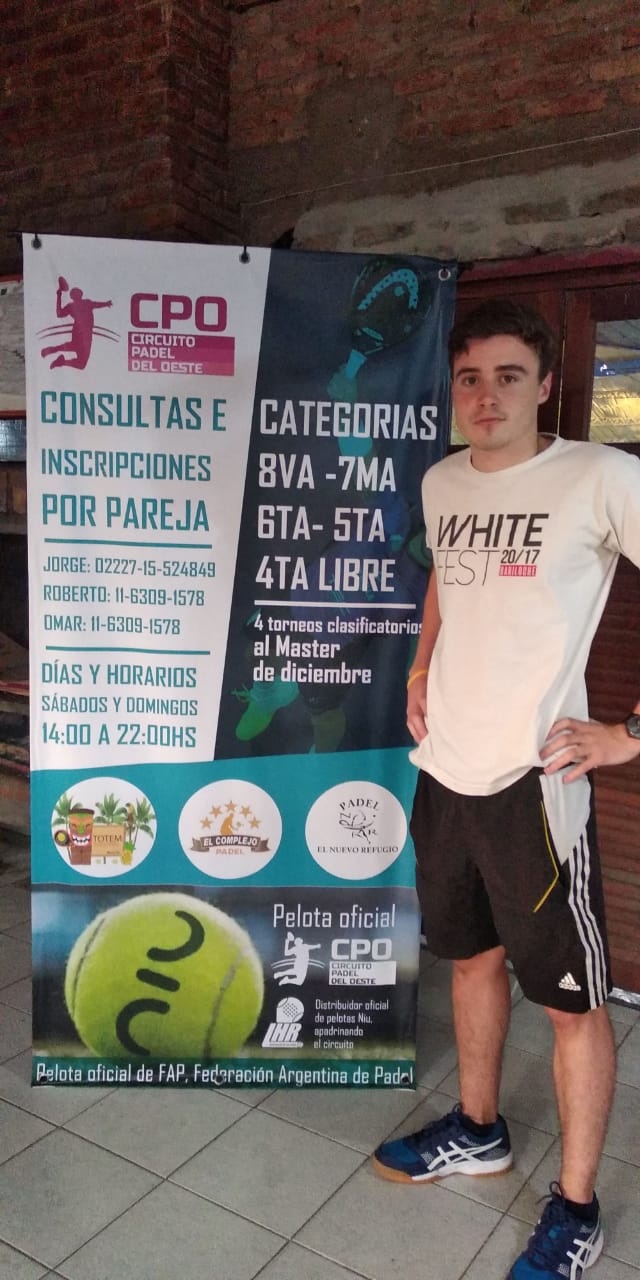 CPO
CIRCUITO
PADEL
DEL OESTE
CONSULTAS E
INSCRIPCIONES
POR PAREJA
JORGE: 02227-15-524849
ROBERTO: 11-6309-1578
OMAR: 11-6309-1578
DÍAS Y HORARIOS
SÁBADOS Y DOMINGOS
14:00 A 22:00HS
CATEGORIAS
8VA -7MA
6TA- 5TA
4TA LIBRE
4 torneos clasificatorios
al Master
de diciembre
WHITE
FEST 20/17
BARILOCHE
TOTEM
EL COMPLEJO
PADEL
PADEL
EL NUEVO REFUGIO
Pelota oficial
CPO
CIRCUITO
PADEL
DEL OESTE
IHR
Distribuidor oficial
de pelotas Niu,
apadrinando
el circuito
Pelota oficial de FAP, Federación Argentina de Padel
adidas
asics